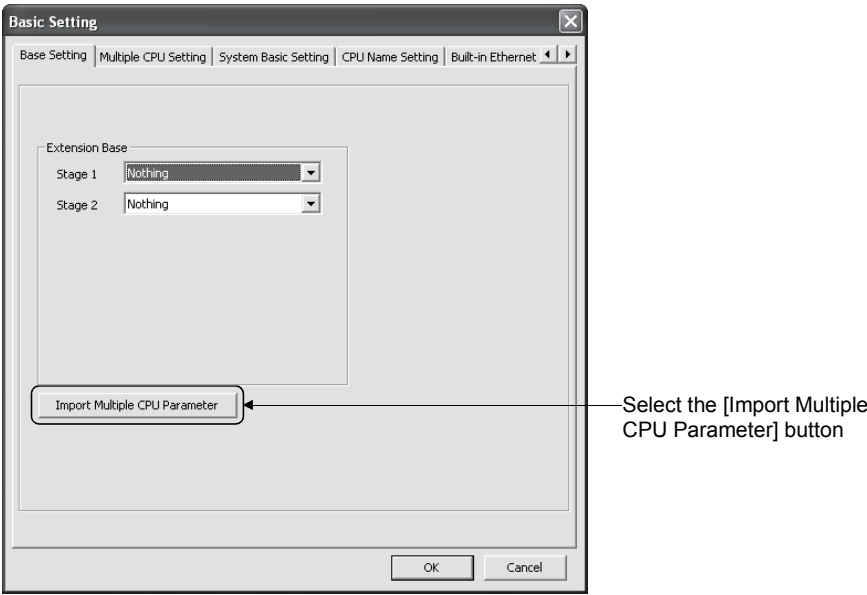 Basic Setting
Base Setting
Multiple CPU Setting
System Basic Setting
CPU Name Setting
Built-in Ethernet
Extension Base
Stage 1
Nothing
Stage 2
Nothing
Import Multiple CPU Parameter
Select the [Import Multiple
CPU Parameter] button
OK
Cancel